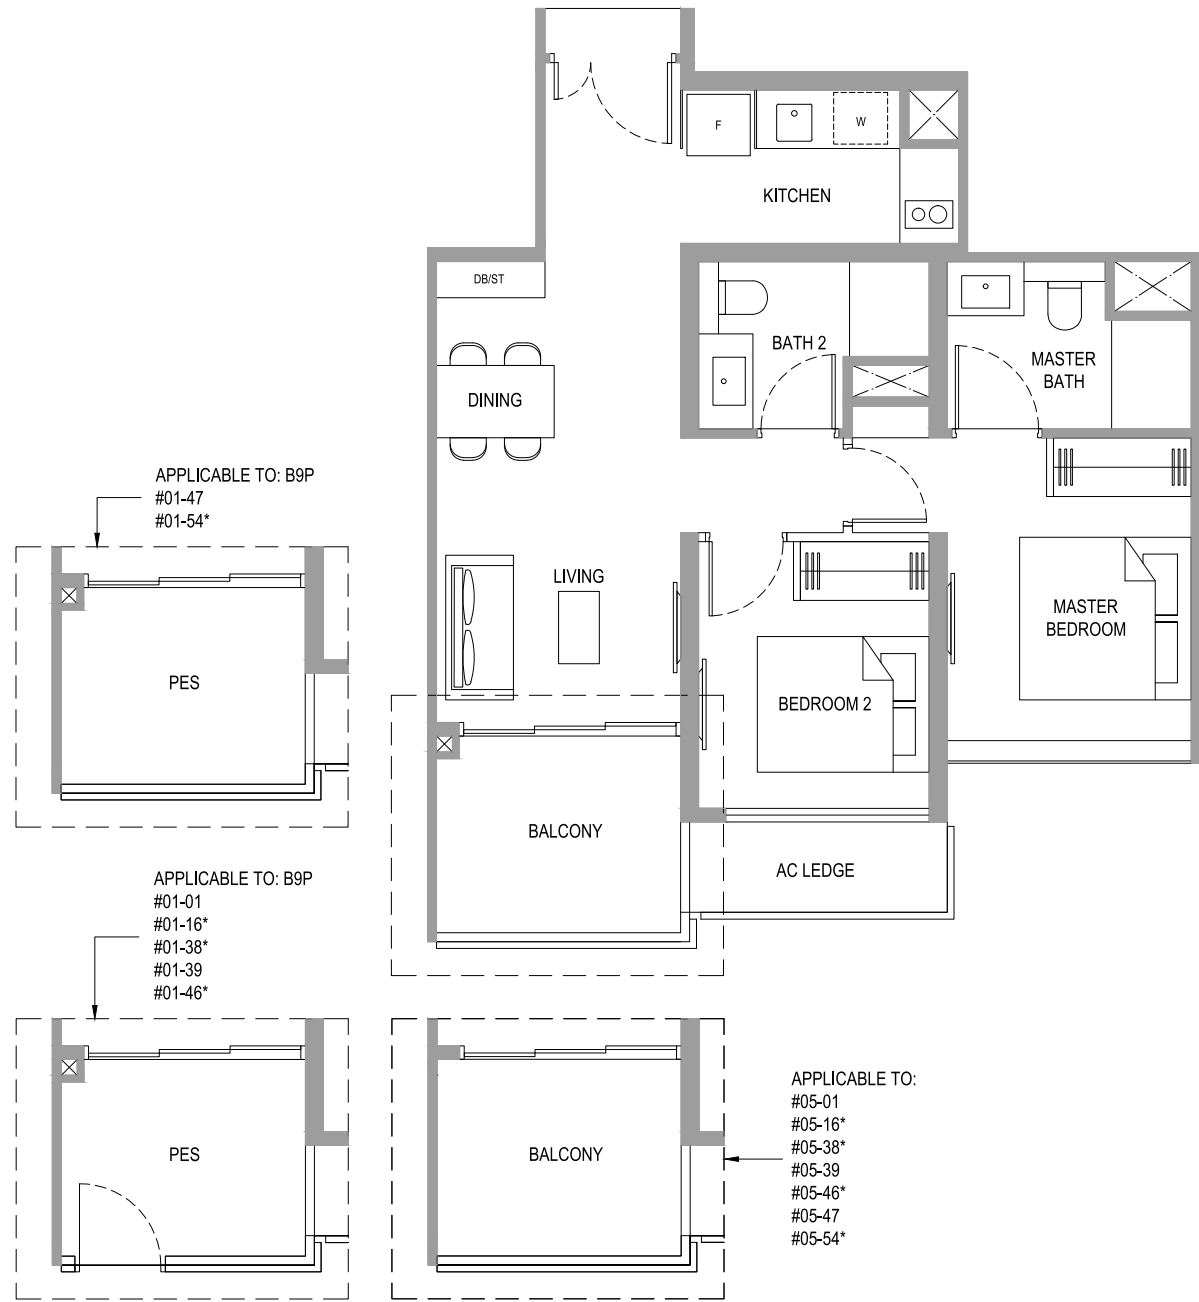 F
W
KITCHEN
DB/ST
BATH 2
MASTER
BATH
DINING
APPLICABLE TO: B9P
#01-47
#01-54*
LIVING
MASTER
BEDROOM
PES
BEDROOM 2
BALCONY
AC LEDGE
APPLICABLE TO: B9P
#01-01
#01-16*
#01-38*
#01-39
#01-46*
PES
BALCONY
APPLICABLE TO:
#05-01
#05-16*
#05-38*
#05-39
#05-46*
#05-47
#05-54*